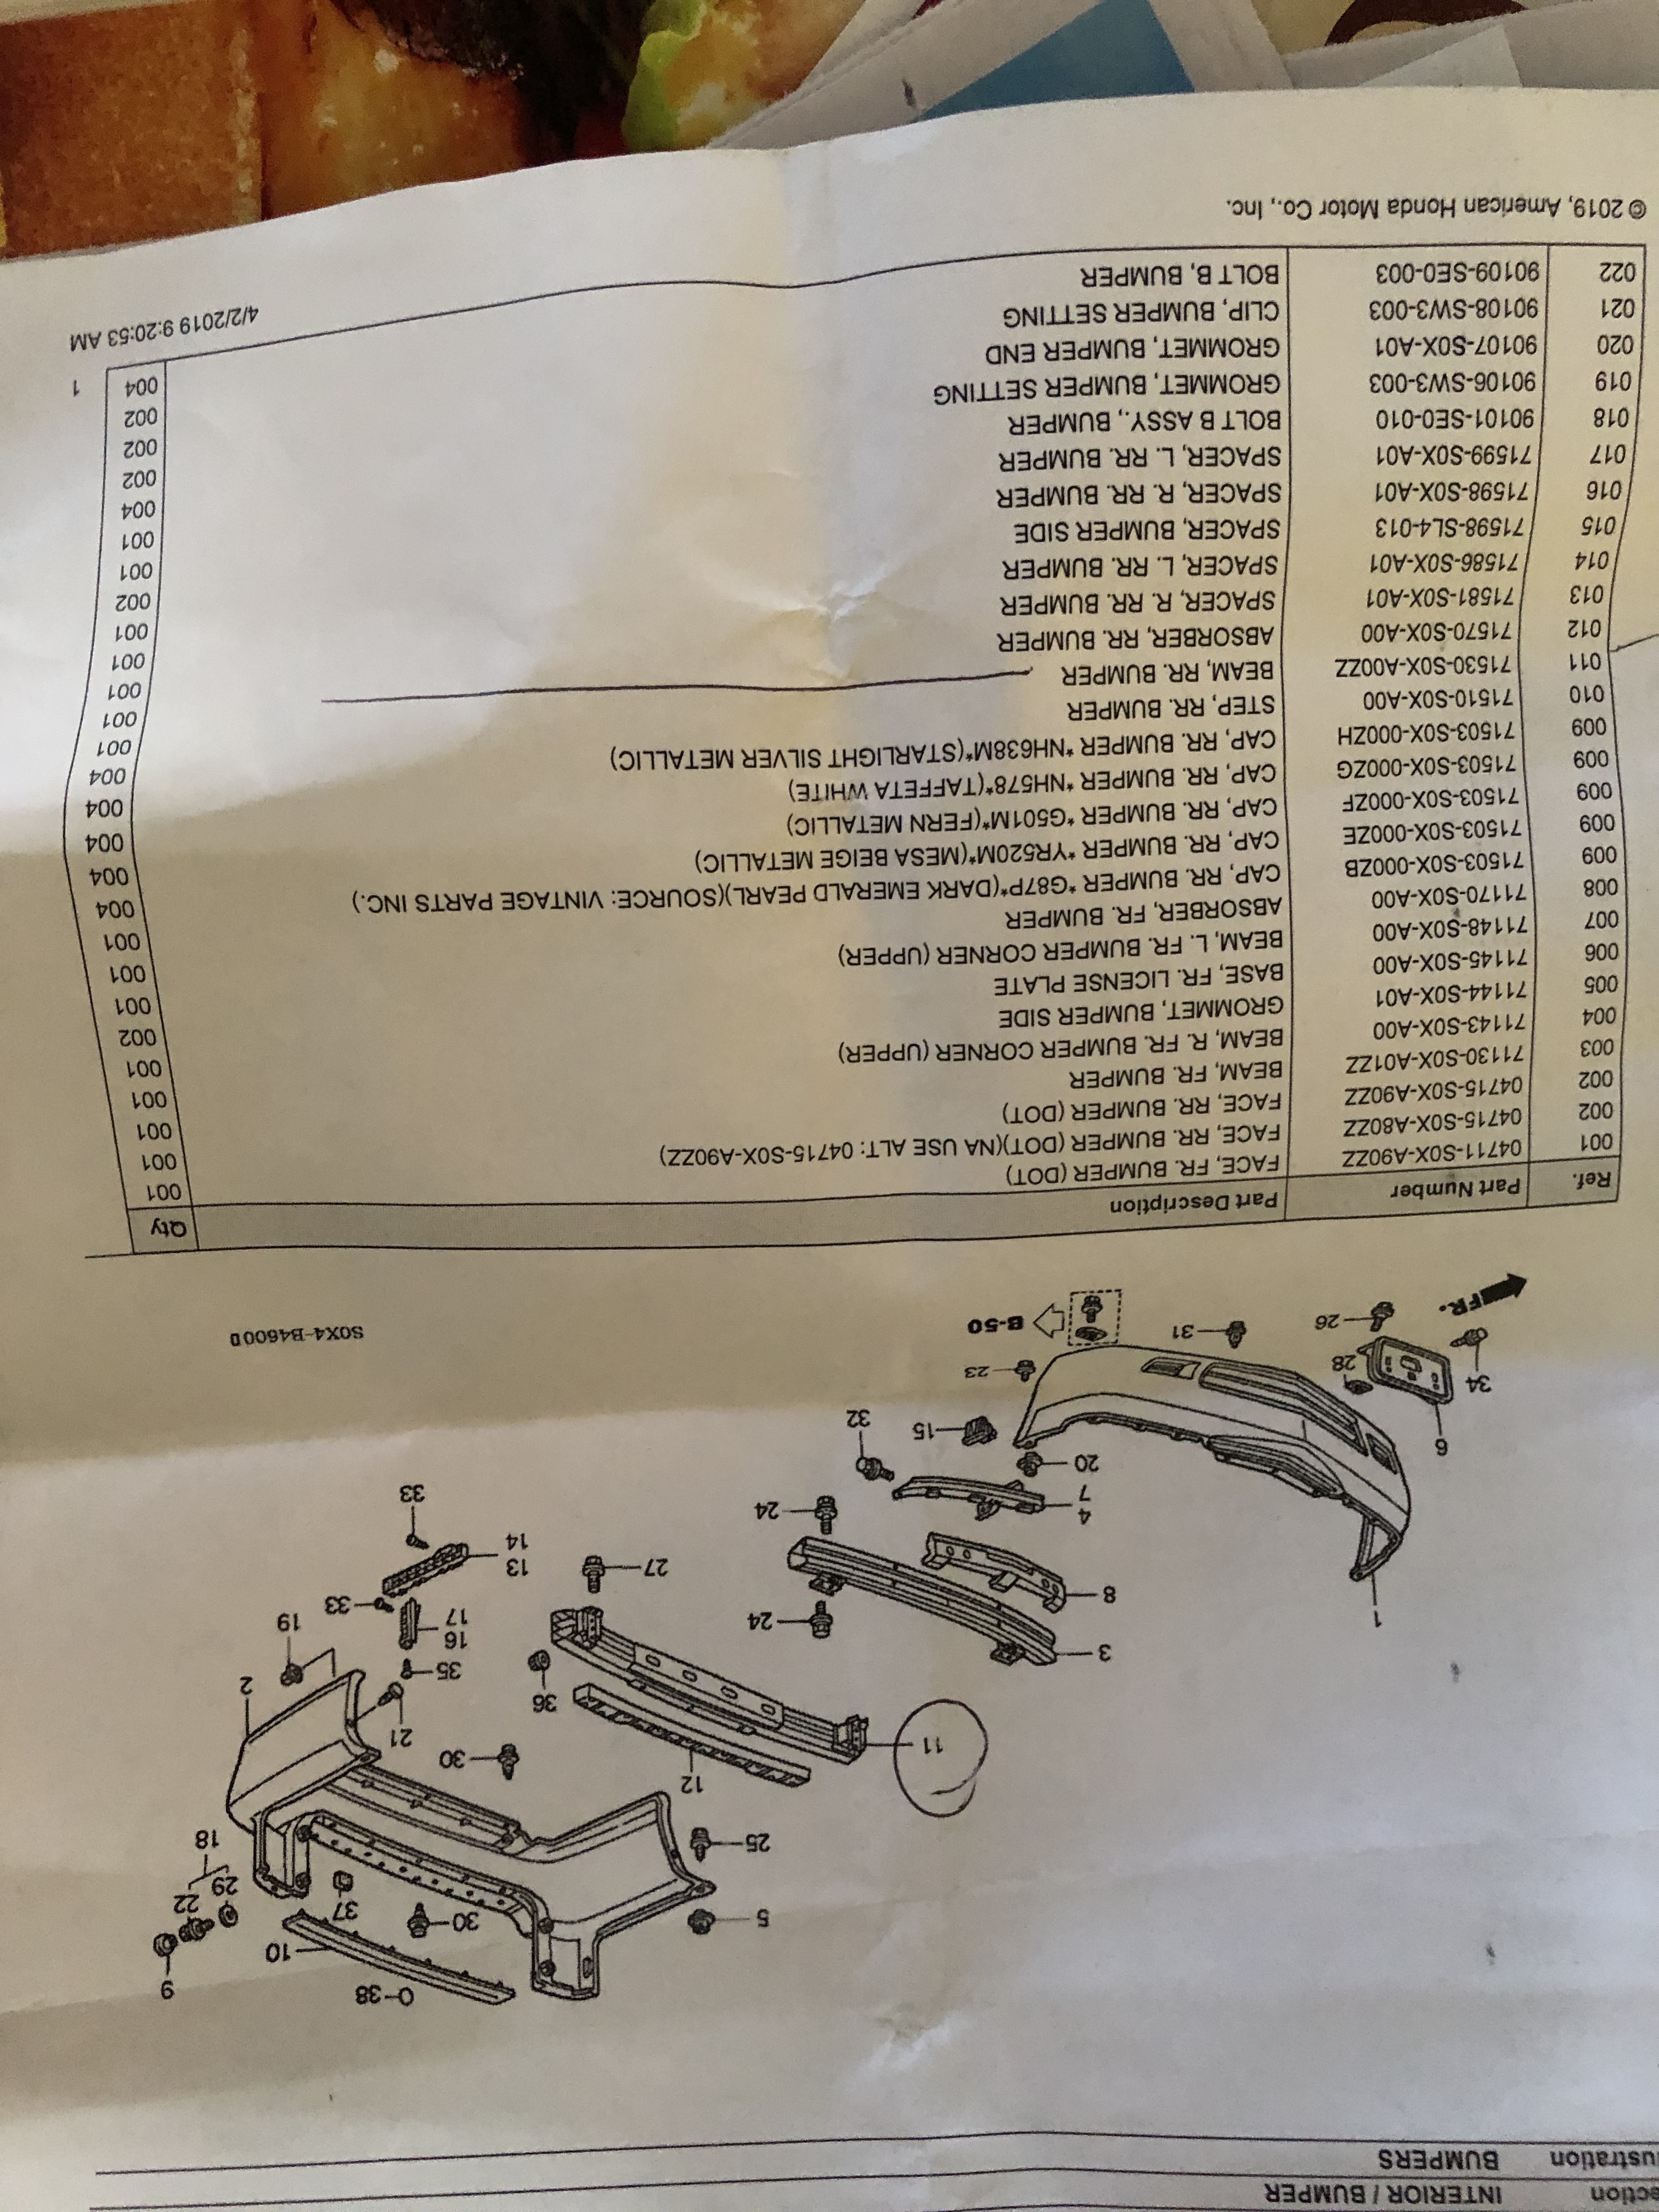 ection INTERIOR / BUMPER
ustration BUMPERS
9
O-38
10
5
30
37
22
29
18
25
12
30
11
21
2
36
35
3
24
16
17
19
33
1
8
27
13
14
4
7
24
33
20
6
15
32
34
28
23
26
31
FR.
B-50
S0X4-B4600D
Ref. Part Number Part Description Qty
001 04711-S0X-A90ZZ FACE, FR. BUMPER (DOT) 001
002 04715-S0X-A80ZZ FACE, RR. BUMPER (DOT)(NA USE ALT: 04715-S0X-A90ZZ) 001
002 04715-S0X-A90ZZ FACE, RR. BUMPER (DOT) 001
003 71130-S0X-A01ZZ BEAM, FR. BUMPER 001
004 71143-S0X-A00 BEAM, R. FR. BUMPER CORNER (UPPER) 001
005 71144-S0X-A01 GROMMET, BUMPER SIDE 002
006 71145-S0X-A00 BASE, FR. LICENSE PLATE 001
007 71148-S0X-A00 BEAM, L. FR. BUMPER CORNER (UPPER) 001
008 71170-S0X-A00 ABSORBER, FR. BUMPER 001
009 71503-S0X-000ZB CAP, RR. BUMPER *G87P*(DARK EMERALD PEARL)(SOURCE: VINTAGE PARTS INC.) 004
009 71503-S0X-000ZE CAP, RR. BUMPER *YR520M*(MESA BEIGE METALLIC) 004
009 71503-S0X-000ZF CAP, RR. BUMPER *G501M*(FERN METALLIC) 004
009 71503-S0X-000ZG CAP, RR. BUMPER *NH578*(TAFFETA WHITE) 004
009 71503-S0X-000ZH CAP, RR. BUMPER *NH638M*(STARLIGHT SILVER METALLIC) 004
010 71510-S0X-A00 STEP, RR. BUMPER 001
011 71530-S0X-A00ZZ BEAM, RR. BUMPER 001
012 71570-S0X-A00 ABSORBER, RR. BUMPER 001
013 71581-S0X-A01 SPACER, R. RR. BUMPER 001
014 71586-S0X-A01 SPACER, L. RR. BUMPER 001
015 71598-SL4-013 SPACER, BUMPER SIDE 002
016 71598-S0X-A01 SPACER, R. RR. BUMPER 001
017 71599-S0X-A01 SPACER, L. RR. BUMPER 001
018 90101-SE0-010 BOLT B ASSY., BUMPER 004
019 90106-SW3-003 GROMMET, BUMPER SETTING 002
020 90107-S0X-A01 GROMMET, BUMPER END 002
021 90108-SW3-003 CLIP, BUMPER SETTING 002
022 90109-SE0-003 BOLT B, BUMPER 004
1
© 2019, American Honda Motor Co., Inc. 4/2/2019 9:20:53 AM